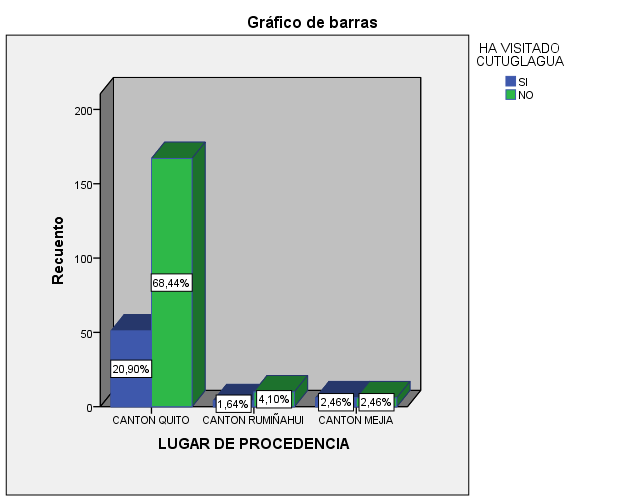 Gráfico de barras
HA VISITADO
CUTUGLAGUA
SI
NO
Recuento
200
150
100
50
0
68,44%
20,90%
1,64%
4,10%
2,46%
2,46%
CANTON QUITO
CANTON RUMIÑAHUI
CANTON MEJIA
LUGAR DE PROCEDENCIA